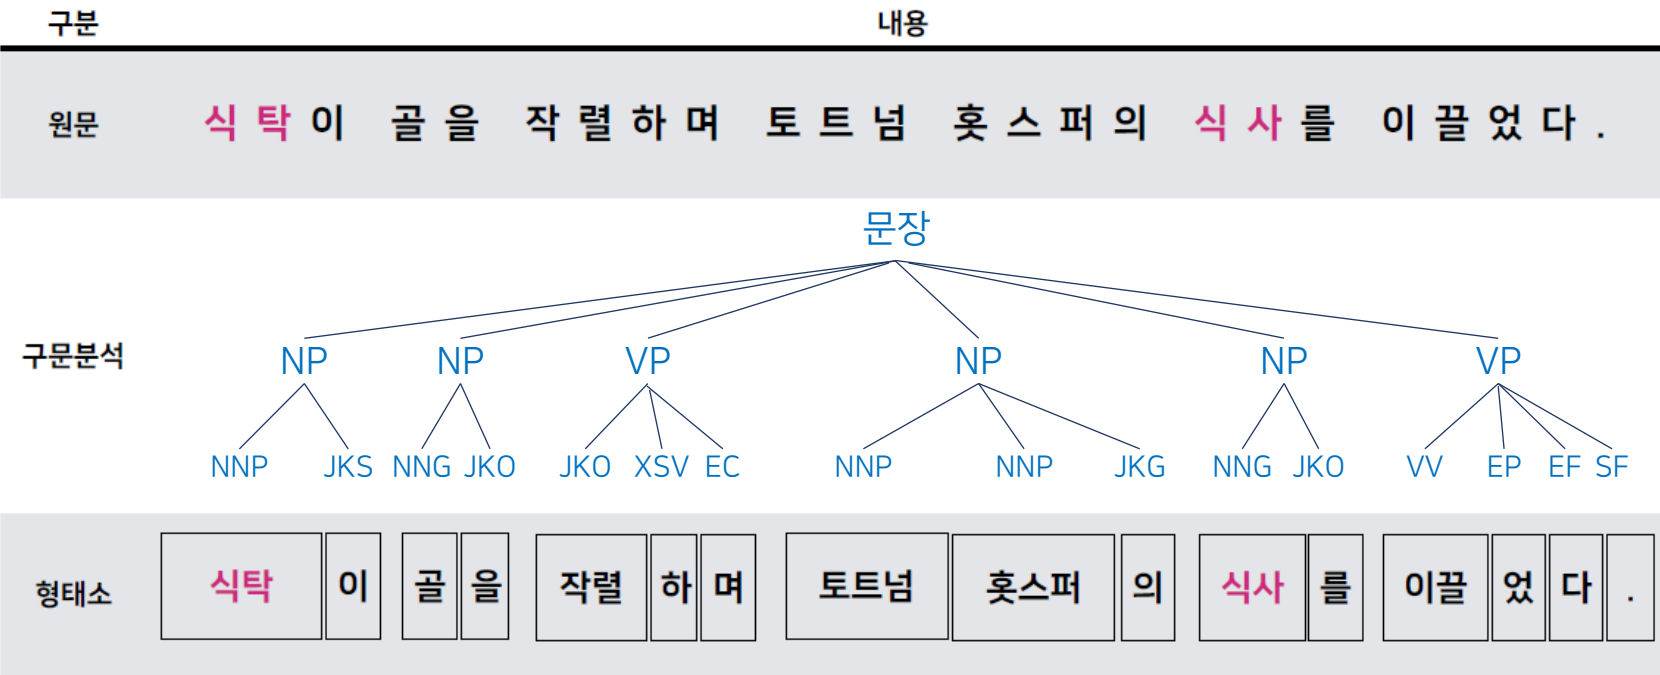 구분 내용
원문 식탁이 골을 작렬하며 토트넘 홋스퍼의 식사를 이끌었다.
문장
구문분석 NP NP VP NP NP VP
NNP JKS NNG JKO JKO XSV EC NNP NNP JKG NNG JKO VV EP EF SF
형태소 식탁 이 골 을 작렬 하 며 토트넘 홋스퍼 의 식사 를 이끌 었 다 .